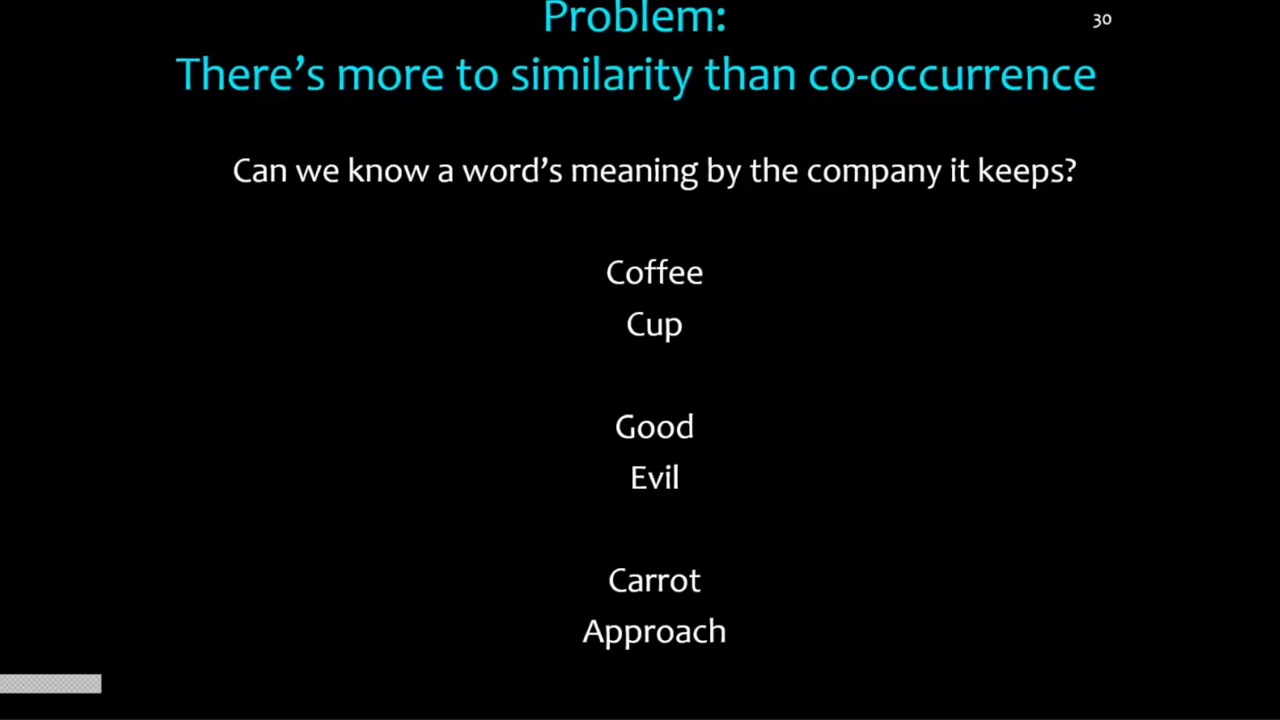 Problem:
30
There’s more to similarity than co-occurrence
Can we know a word’s meaning by the company it keeps?
Coffee
Cup
Good
Evil
Carrot
Approach